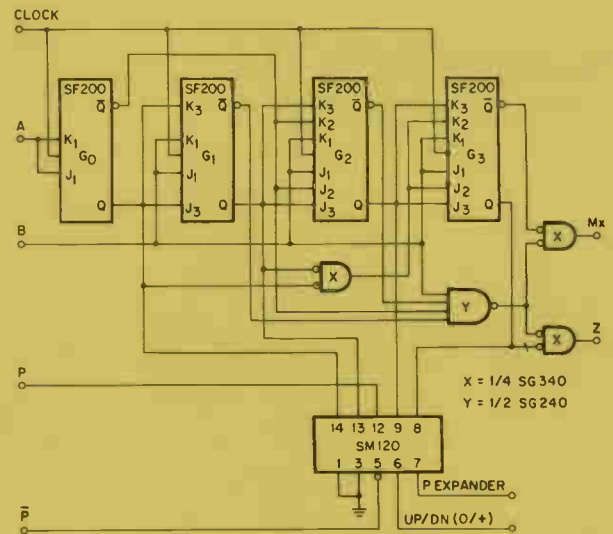 CLOCK
SF200 SF200 SF200 SF200
Q̅ K3 Q̅ K3 Q̅ K3 Q̅
K2 K2
A K1 K1 K1 K1
G0 G1 G2 G3
J1 J1 J1 J1
J2 J2
Q J3 Q J3 Q J3 Q
Mx
X
B
X
Y
Z
X
X = 1/4 SG340
P
Y = 1/2 SG240
14 13 12 9 8
SM120
1 3 5 6 7
P EXPANDER
P̅ UP/DN (0/+)